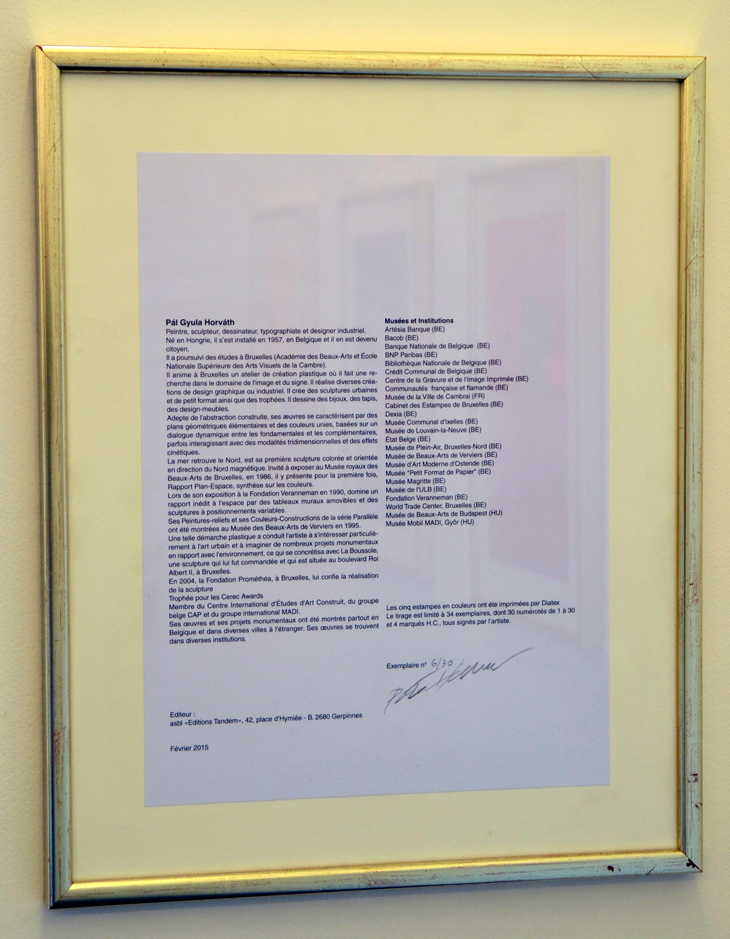 Pál Gyula Horváth
Peintre, sculpteur, dessinateur, typographiste et designer industriel.
Né en Hongrie, il s'est installé en 1957, en Belgique et il en est devenu
citoyen.
Il a poursuivi des études à Bruxelles (Académie des Beaux-Arts et École
Nationale Supérieure des Arts Visuels de la Cambre).
Il anime à Bruxelles un atelier de création plastique où il fait une re-
cherche dans le domaine de l'image et du signe. Il réalise diverses créa-
tions de design graphique ou industriel. Il crée des sculptures urbaines
et de petit format ainsi que des trophées. Il dessine des bijoux, des tapis,
des design-meubles.
Adepte de l'abstraction construite, ses œuvres se caractérisent par des
plans géométriques élémentaires et des couleurs unies, basées sur un
dialogue dynamique entre les fondamentales et les complémentaires,
parfois interagissant avec des modalités tridimensionnelles et des effets
cinétiques.
La mer retrouve le Nord, est sa première sculpture colorée et orientée
en direction du Nord magnétique. Invité à exposer au Musée royaux des
Beaux-Arts de Bruxelles, en 1986, il y présente pour la première fois,
Rapport Plan-Espace, synthèse sur les couleurs.
Lors de son exposition à la Fondation Veranneman en 1990, domine un
rapport inédit à l'espace par des tableaux muraux amovibles et des
sculptures à positionnements variables.
Ses Peintures-reliefs et ses Couleurs-Constructions de la série Parallèle
ont été montrées au Musée des Beaux-Arts de Verviers en 1995.
Une telle démarche plastique a conduit l'artiste à s'intéresser particuliè-
rement à l'art urbain et à imaginer de nombreux projets monumentaux
en rapport avec l'environnement, ce qui se concrétisa avec La Boussole,
une sculpture qui lui fut commandée et qui est située au boulevard Roi
Albert II, à Bruxelles.
En 2004, la Fondation Prométhéa, à Bruxelles, lui confie la réalisation
de la sculpture
Trophée pour les Cerec Awards
Membre du Centre International d'Études d'Art Construit, du groupe
belge CAP et du groupe international MADI.
Ses œuvres et ses projets monumentaux ont été montrés partout en
Belgique et dans diverses villes à l'étranger. Ses œuvres se trouvent
dans diverses institutions.
Musées et Institutions
Artésia Banque (BE)
Bacob (BE)
Banque Nationale de Belgique (BE)
BNP Paribas (BE)
Bibliothèque Nationale de Belgique (BE)
Crédit Communal de Belgique (BE)
Centre de la Gravure et de l'Image Imprimée (BE)
Communautés française et flamande (BE)
Musée de la Ville de Cambrai (FR)
Cabinet des Estampes de Bruxelles (BE)
Dexia (BE)
Musée Communal d'Ixelles (BE)
Musée de Louvain-la-Neuve (BE)
État Belge (BE)
Musée de Plein-Air, Bruxelles-Nord (BE)
Musée de Beaux-Arts de Verviers (BE)
Musée d'Art Moderne d'Ostende (BE)
Musée "Petit Format de Papier" (BE)
Musée Magritte (BE)
Musée de l'ULB (BE)
Fondation Veranneman (BE)
World Trade Center, Bruxelles (BE)
Musée de Beaux-Arts de Budapest (HU)
Musée Mobil MADI, Győr (HU)
Les cinq estampes en couleurs ont été imprimées par Diatex
Le tirage est limité à 34 exemplaires, dont 30 numérotés de 1 à 30
et 4 marqués H.C., tous signés par l'artiste.
Exemplaire n° 6/30
Editeur :
asbl «Editions Tandem», 42, place d'Hymiée - B. 2680 Gerpinnes
Février 2015